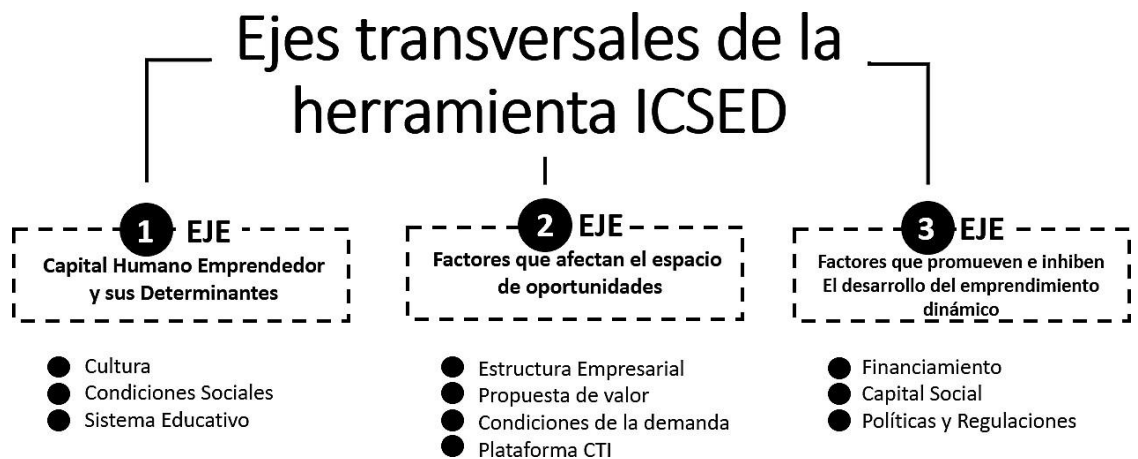 Ejes transversales de la
herramienta ICSED
1 EJE
Capital Humano Emprendedor
y sus Determinantes
Cultura
Condiciones Sociales
Sistema Educativo
2 EJE
Factores que afectan el espacio
de oportunidades
Estructura Empresarial
Propuesta de valor
Condiciones de la demanda
Plataforma CTI
3 EJE
Factores que promueven e inhiben
El desarrollo del emprendimiento
dinámico
Financiamiento
Capital Social
Políticas y Regulaciones